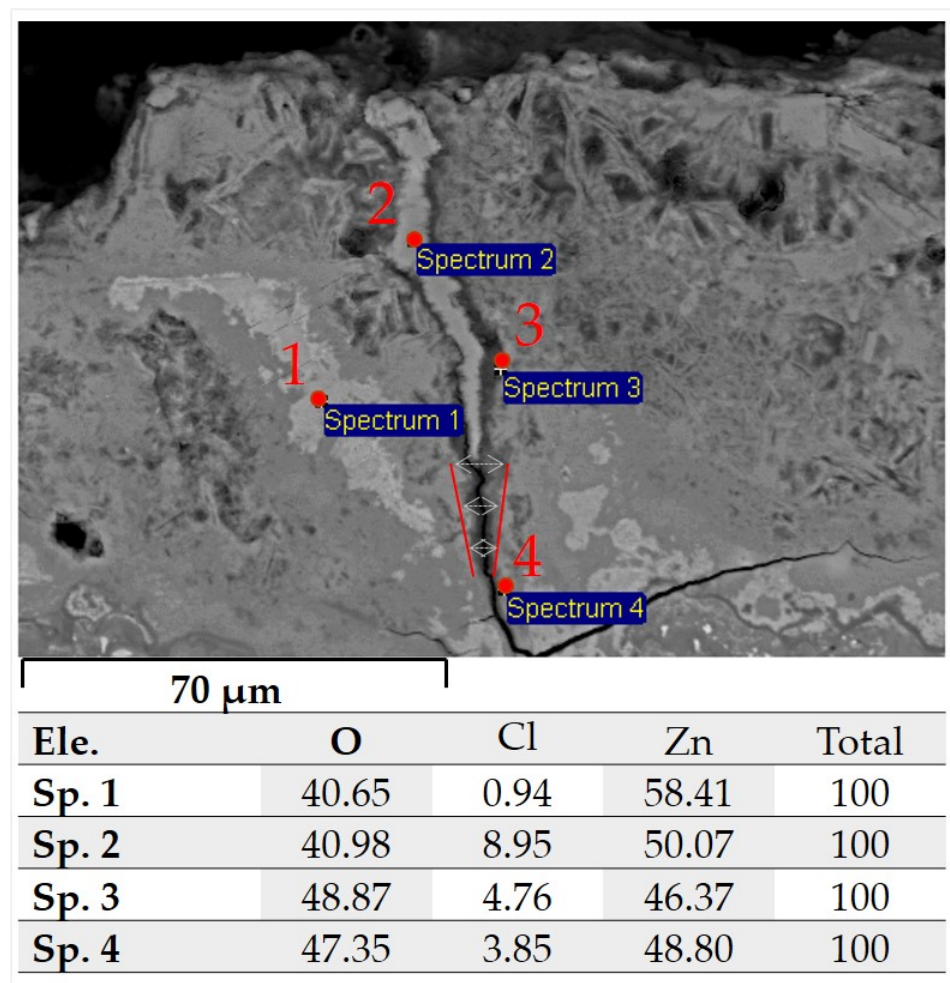 2
Spectrum 2
3
1
Spectrum 3
Spectrum 1
4
Spectrum 4
70 µm
Ele. O Cl Zn Total
Sp. 1 40.65 0.94 58.41 100
Sp. 2 40.98 8.95 50.07 100
Sp. 3 48.87 4.76 46.37 100
Sp. 4 47.35 3.85 48.80 100